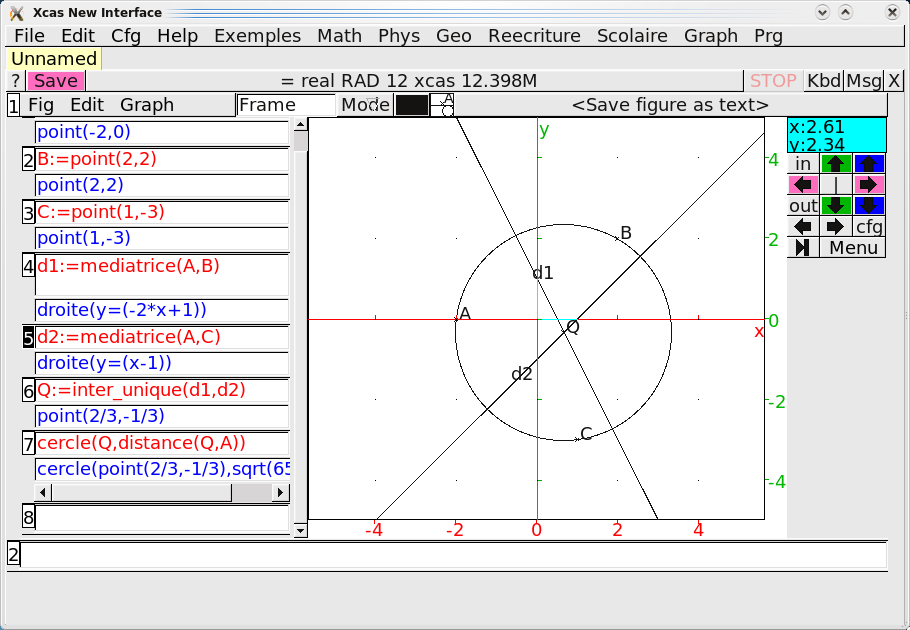 Xcas New Interface
File Edit Cfg Help Exemples Math Phys Geo Reecriture Scolaire Graph Prg
Unnamed
? Save = real RAD 12 xcas 12.398M STOP Kbd Msg X
1 Fig Edit Graph Frame Mode A <Save figure as text>
point(-2,0)
2 B:=point(2,2)
point(2,2)
3 C:=point(1,-3)
point(1,-3)
4 d1:=mediatrice(A,B)
droite(y=(-2*x+1))
5 d2:=mediatrice(A,C)
droite(y=(x-1))
6 Q:=inter_unique(d1,d2)
point(2/3,-1/3)
7 cercle(Q,distance(Q,A))
cercle(point(2/3,-1/3),sqrt(65
8
y
4
B
2
d1
A
Q
0
x
d2
-2
C
-4
-4 -2 0 2 4
x:2.61
y:2.34
in
|
out
cfg
Menu
2